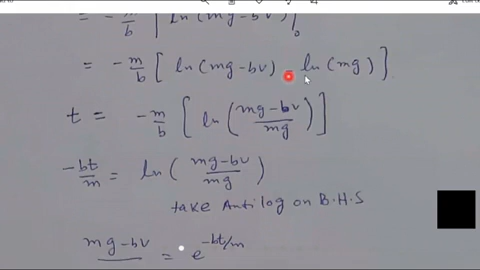 t = -m/b [ ln(mg-bv) ]₀
= -m/b [ ln(mg-bv) - ln(mg) ]
t = -m/b [ ln( (mg-bv)/mg ) ]
-bt/m = ln( (mg-bv)/mg )
take Antilog on B.H.S
mg-bv = e^(-bt/m)